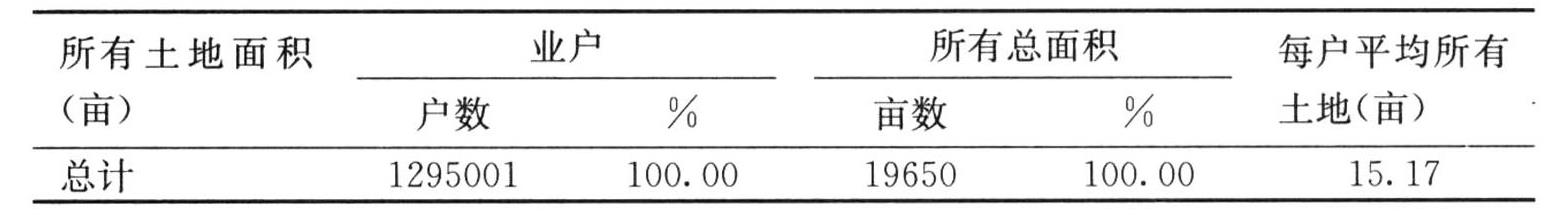 所有土地面积 业户 所有总面积 每户平均所有
(亩) 户数 % 亩数 % 土地(亩)
总计 1295001 100.00 19650 100.00 15.17